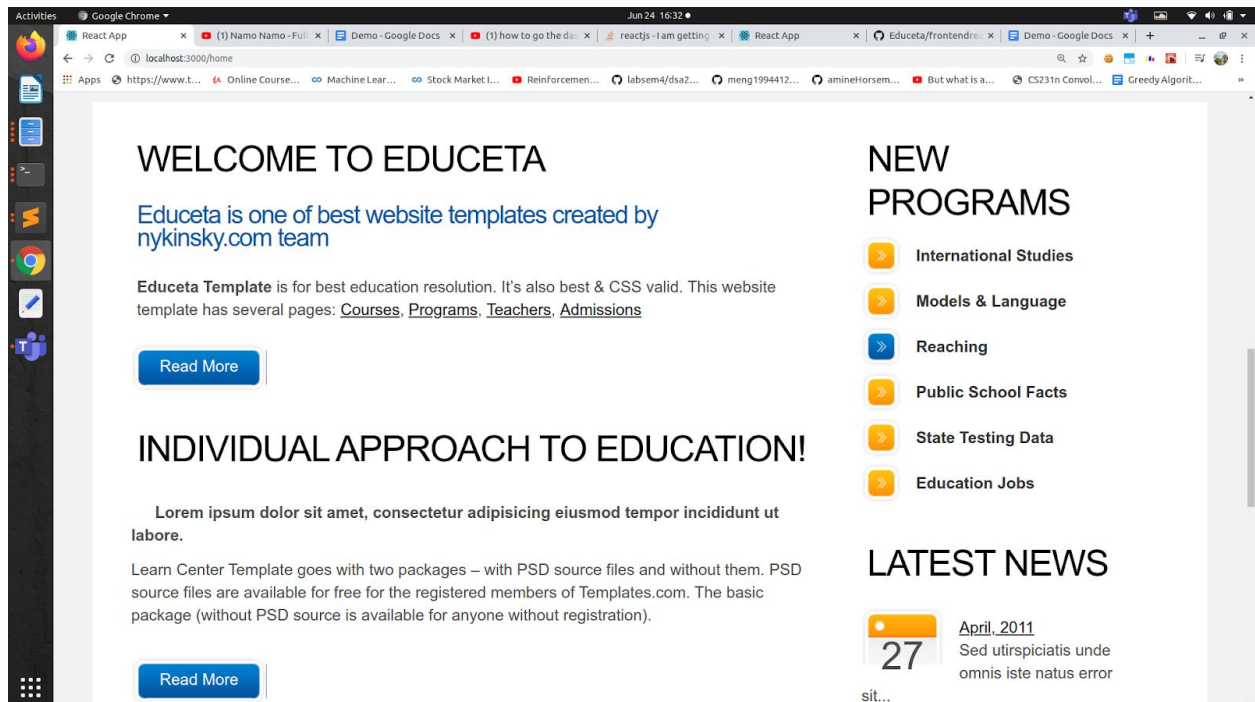 Activities
Google Chrome ▾
Jun 24 16:32 ●
React App
(1) Namo Namo - Full
Demo - Google Docs
(1) how to go the das
reactjs - I am getting
React App
Educeta/frontendrea
Demo - Google Docs
localhost:3000/home
Apps
https://www.t...
Online Course...
Machine Lear...
Stock Market I...
Reinforcemen...
labsem4/dsa2...
meng1994412...
amineHorsem...
But what is a...
CS231n Convol...
Greedy Algorit...
WELCOME TO EDUCETA
Educeta is one of best website templates created by
nykinsky.com team
Educeta Template is for best education resolution. It's also best & CSS valid. This website
template has several pages: Courses, Programs, Teachers, Admissions
Read More
INDIVIDUAL APPROACH TO EDUCATION!
Lorem ipsum dolor sit amet, consectetur adipisicing eiusmod tempor incididunt ut
labore.
Learn Center Template goes with two packages – with PSD source files and without them. PSD
source files are available for free for the registered members of Templates.com. The basic
package (without PSD source is available for anyone without registration).
Read More
NEW
PROGRAMS
International Studies
Models & Language
Reaching
Public School Facts
State Testing Data
Education Jobs
LATEST NEWS
27
April, 2011
Sed utirspiciatis unde
omnis iste natus error
sit...